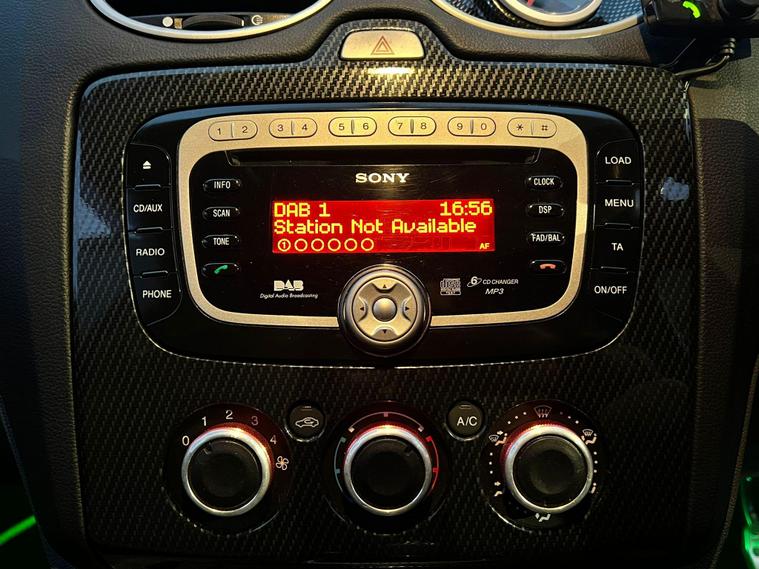 1 2 3 4 5 6 7 8 9 0 * #
SONY
INFO
SCAN
TONE
CLOCK
DSP
FAD/BAL
CD/AUX
RADIO
PHONE
LOAD
MENU
TA
ON/OFF
DAB 1 16:56
Station Not Available
1 AF
DAB
Digital Audio Broadcasting
6 CD CHANGER
MP3
0 1 2 3 4
A/C